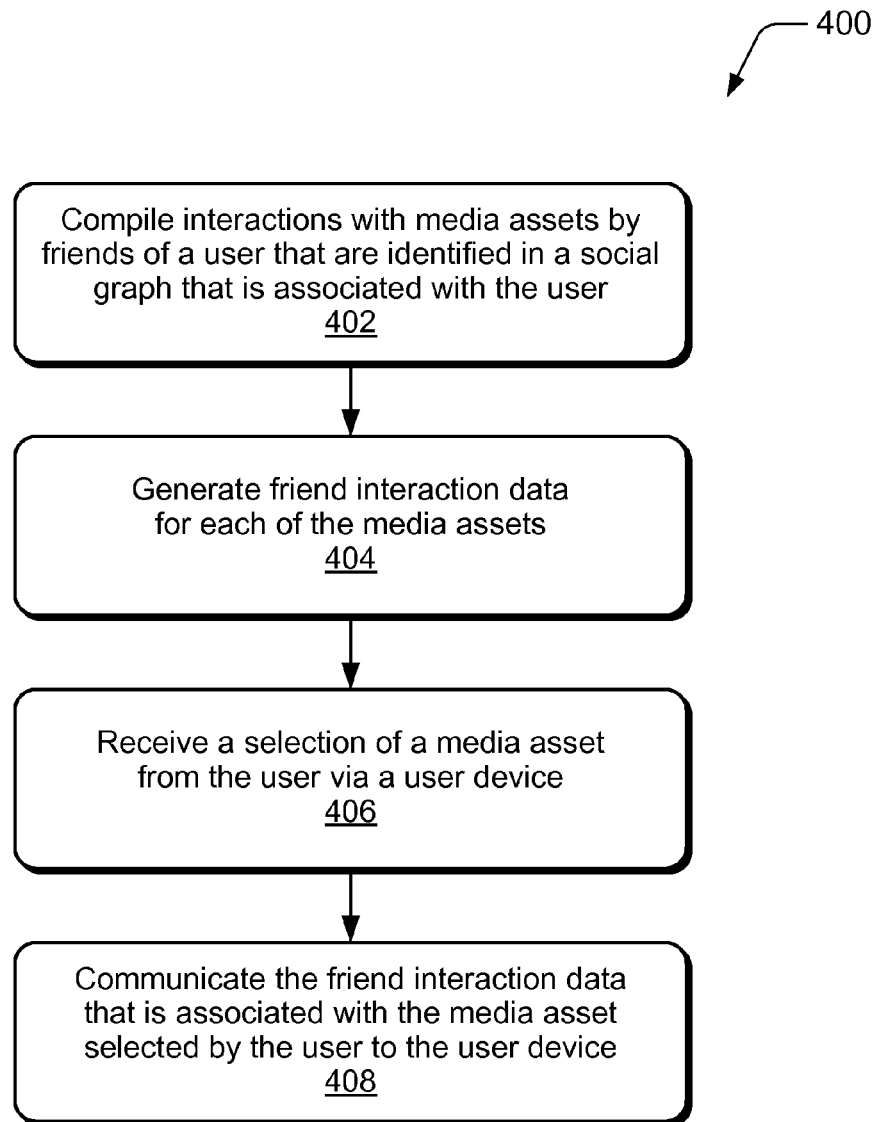 400
Compile interactions with media assets by
friends of a user that are identified in a social
graph that is associated with the user
402
Generate friend interaction data
for each of the media assets
404
Receive a selection of a media asset
from the user via a user device
406
Communicate the friend interaction data
that is associated with the media asset
selected by the user to the user device
408